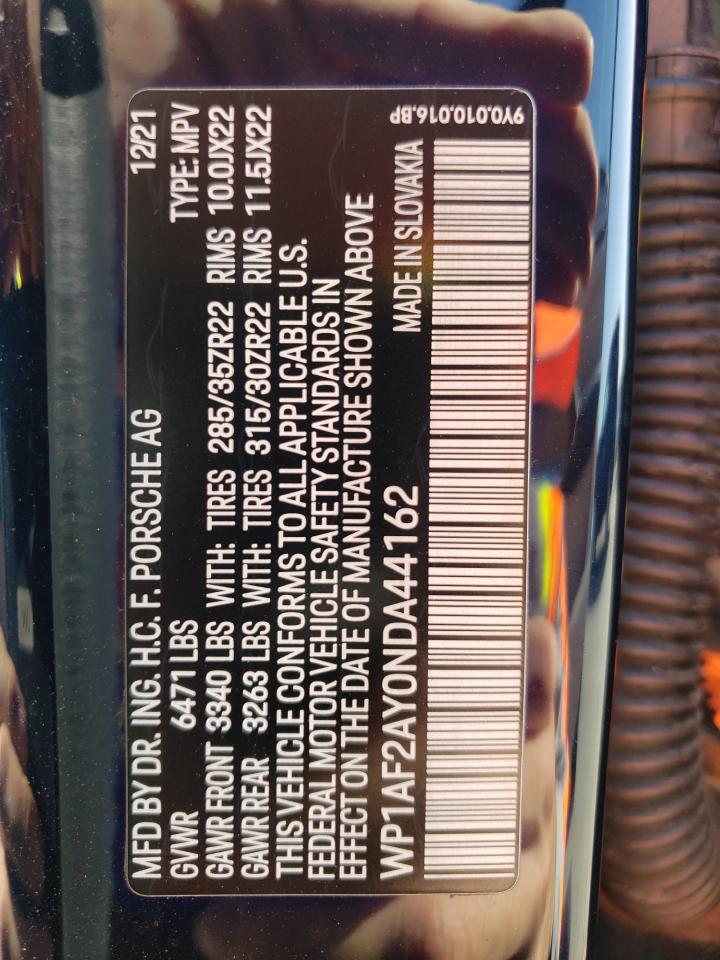 MFD BY DR. ING. H.C. F. PORSCHE AG 12/21
GVWR 6471 LBS TYPE: MPV
GAWR FRONT 3340 LBS WITH: TIRES 285/35ZR22 RIMS 10.0JX22
GAWR REAR 3263 LBS WITH: TIRES 315/30ZR22 RIMS 11.5JX22
THIS VEHICLE CONFORMS TO ALL APPLICABLE U.S.
FEDERAL MOTOR VEHICLE SAFETY STANDARDS IN
EFFECT ON THE DATE OF MANUFACTURE SHOWN ABOVE
WP1AF2AY0NDA44162 MADE IN SLOVAKIA
9Y0.010.016.BP